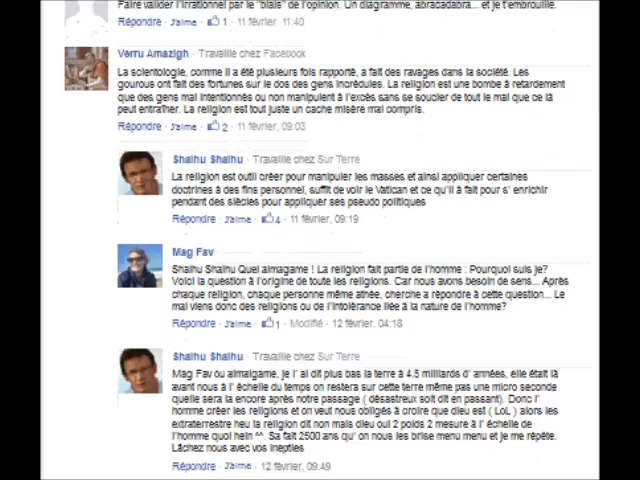 Faire valider l'irrationnel par le "biais" de l'opinion. Un diagramme, abracadabra... et je t'embrouille.
Répondre · J'aime · 1 · 11 février, 11:40
Verru Amazigh · Travaille chez Facebook
La scientologie, comme il a été plusieurs fois rapporté, a fait des ravages dans la société. Les
gourous ont fait des fortunes sur le dos des gens incrédules. La religion est une bombe à retardement
que des gens mal intentionnés ou non manipulent à l'excès sans se soucier de tout le mal que ce là
peut entraîner. La religion est tout juste un cache misère mal compris.
Répondre · J'aime · 2 · 11 février, 09:03
Shaihu Shaihu · Travaille chez Sur Terre
La religion est outil créer pour manipuler les masses et ainsi appliquer certaines
doctrines à des fins personnel, suffit de voir le Vatican et ce qu'il à fait pour s' enrichir
pendant des siècles pour appliquer ses pseudo politiques
Répondre · J'aime · 4 · 11 février, 09:19
Mag Fav
Shaihu Shaihu Quel almagame ! La religion fait partie de l'homme : Pourquoi suis je?
Voici la question à l'origine de toute les religions. Car nous avons besoin de sens... Après
chaque religion, chaque personne même athée, cherche a répondre à cette question... Le
mal viens donc des religions ou de l'intolérance liée à la nature de l'homme?
Répondre · J'aime · 1 · Modifié · 12 février, 04:18
Shaihu Shaihu · Travaille chez Sur Terre
Mag Fav ou almalgame, je l' ai dit plus bas la terre à 4.5 milliards d' années, elle était là
avant nous à l' échelle du temps on restera sur cette terre même pas une micro seconde
quelle sera la encore après notre passage ( désastreux soit dit en passant). Donc l'
homme créer les religions et on veut nous obligés à croire que dieu est ( LoL ) alors les
extraterrestre heu la religion dit non mais dieu oui 2 poids 2 mesure à l' échelle de
l'homme quoi hein ^^ Sa fait 2500 ans qu' on nous les brise menu menu et je me répète.
Lâchez nous avec vos inepties
Répondre · J'aime · 12 février, 09:49